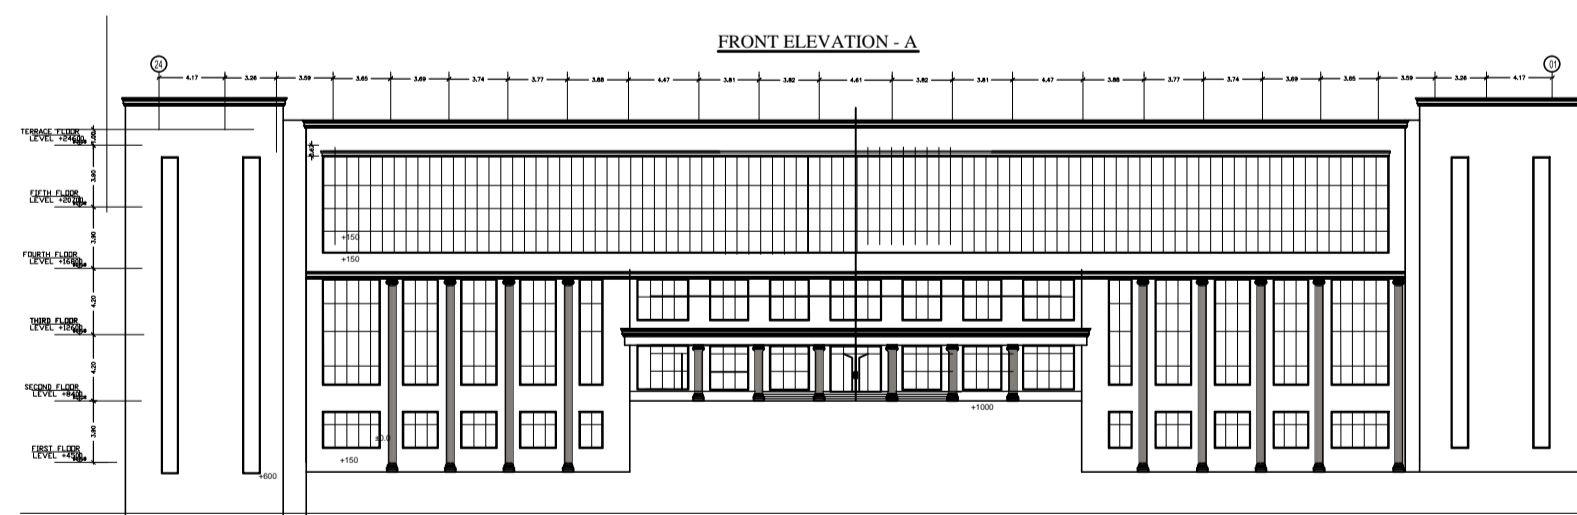 FRONT ELEVATION - A
24
4.17 3.26 3.59 3.65 3.69 3.74 3.77 3.88 4.47 3.81 3.82 4.61 3.82 3.81 4.47 3.88 3.77 3.74 3.69 3.65 3.59 3.26 4.17
01
TERRACE FLOOR
LEVEL +24600
1.00
3.90
FIFTH FLOOR
LEVEL +20700
3.90
FOURTH FLOOR
LEVEL +16800
4.20
THIRD FLOOR
LEVEL +12600
4.20
SECOND FLOOR
LEVEL +8400
3.90
FIRST FLOOR
LEVEL +4500
+150
+150
+1000
±0.0
+150
+600